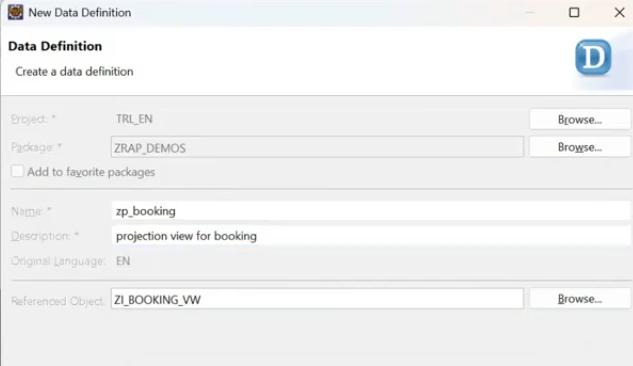 New Data Definition
Data Definition
Create a data definition
D
Project: *
TRL_EN
Browse...
Package: *
ZRAP_DEMOS
Browse...
Add to favorite packages
Name: *
zp_booking
Description: *
projection view for booking
Original Language:
EN
Referenced Object:
ZI_BOOKING_VW
Browse...